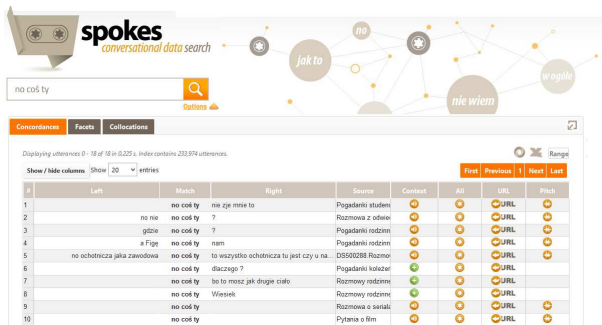 spokes
conversational data search
no
jak to
w ogóle
nie wiem
no coś ty
Options
Concordances Facets Collocations
Displaying utterances 0 - 18 of 18 in 0.225 s. Index contains 233,974 utterances.
Range
Show / hide columns Show 20 entries
First Previous 1 Next Last
# Left Match Right Source Context All URL Pitch
1 no coś ty nie zje mnie to Pogadanki studen URL
2 no nie no coś ty ? Rozmowa z odwie URL
3 gdzie no coś ty ? Pogadanki rodzinn URL
4 a Figę no coś ty nam Pogadanki rodzinn URL
5 no ochotnicza jaka zawodowa no coś ty to wszystko ochotnicza tu jest czy u na... DS500288.Rozmo URL
6 no coś ty dlaczego ? Pogadanki koleże URL
7 no coś ty bo to mosz jak drugie ciało Rozmowy rodzinne URL
8 no coś ty Wiesiek Rozmowy rodzinne URL
9 no coś ty Rozmowa o seriala URL
10 no coś ty Pytania o film URL